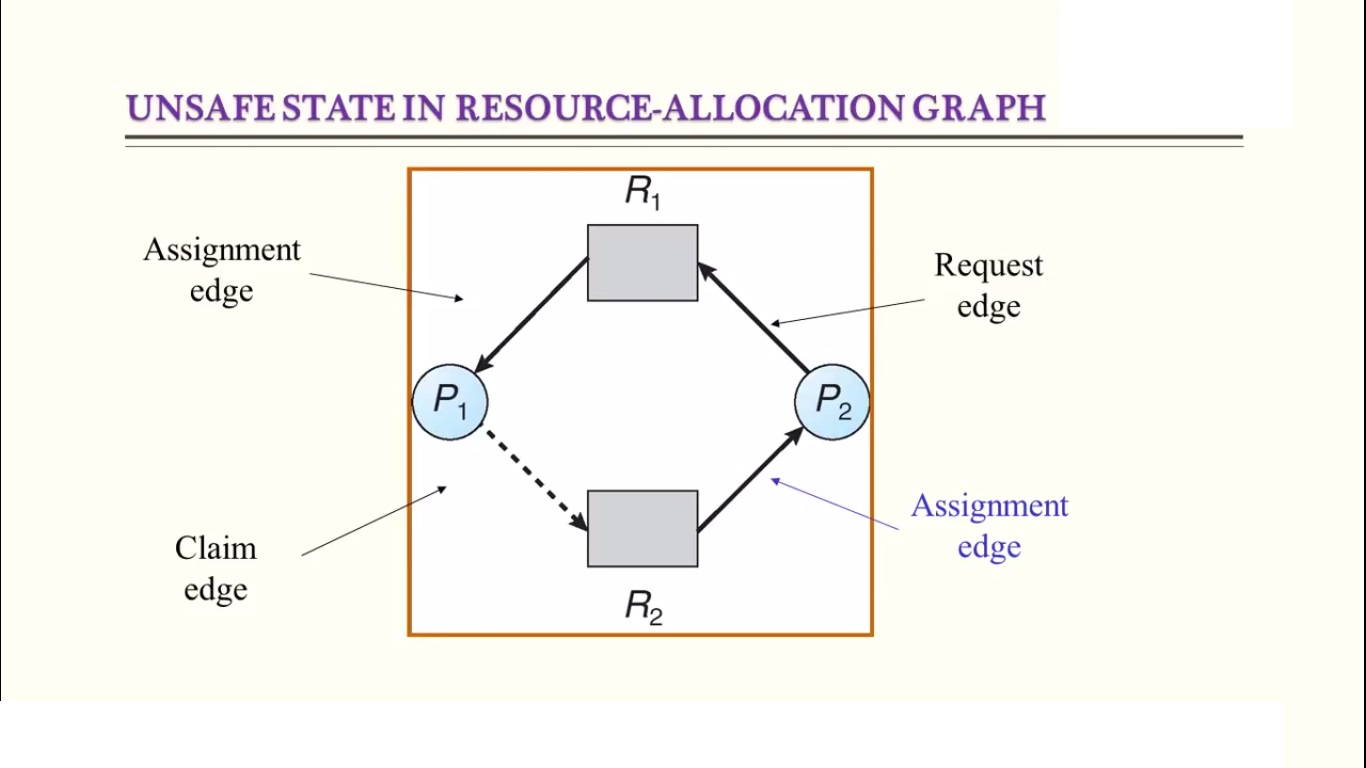 UNSAFE STATE IN RESOURCE-ALLOCATION GRAPH
R1
Assignment
edge
Request
edge
P1
P2
Claim
edge
Assignment
edge
R2